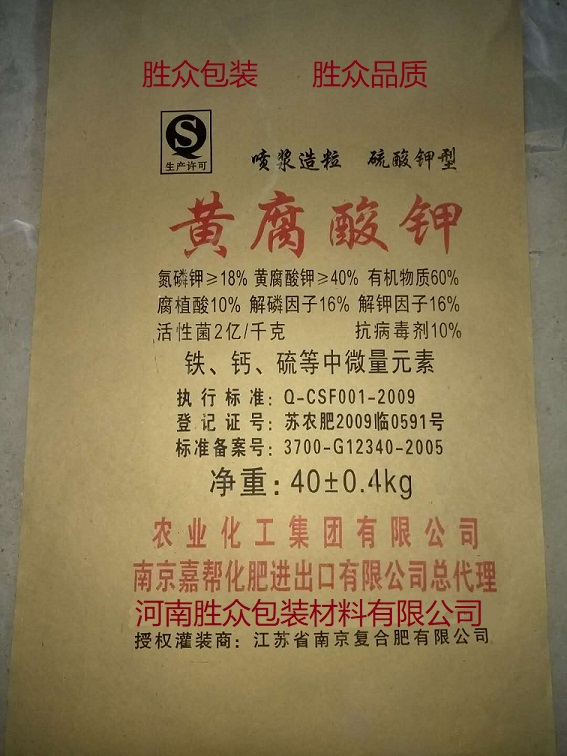 胜众包装 胜众品质
生产许可
喷浆造粒 硫酸钾型
黄腐酸钾
氮磷钾≥18% 黄腐酸钾≥40% 有机物质60%
腐植酸10% 解磷因子16% 解钾因子16%
活性菌2亿/千克 抗病毒剂10%
铁、钙、硫等中微量元素
执行标准：Q-CSF001-2009
登记证号：苏农肥2009临0591号
标准备案号：3700-G12340-2005
净重：40±0.4kg
农业化工集团有限公司
南京嘉帮化肥进出口有限公司总代理
河南胜众包装材料有限公司
授权灌装商：江苏省南京复合肥有限公司